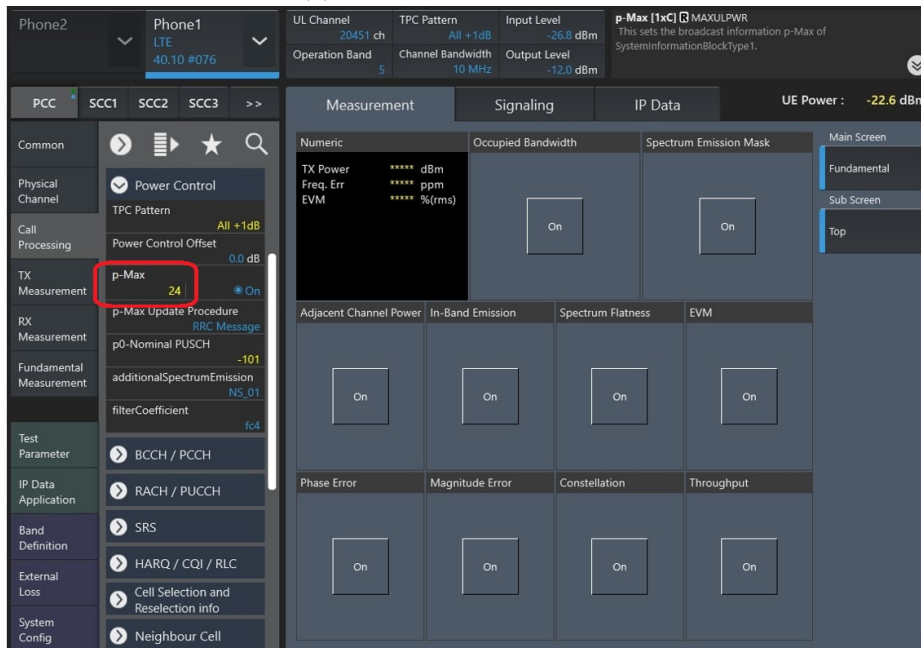 Phone2
Phone1
LTE
40.10 #076
UL Channel
20451 ch
TPC Pattern
All +1dB
Input Level
-26.8 dBm
Operation Band
5
Channel Bandwidth
10 MHz
Output Level
-12.0 dBm
p-Max [1xC] R MAXULPWR
This sets the broadcast information p-Max of
SystemInformationBlockType1.
PCC
SCC1
SCC2
SCC3
>>
Measurement
Signaling
IP Data
UE Power : -22.6 dBm
Common
Physical
Channel
Call
Processing
TX
Measurement
RX
Measurement
Fundamental
Measurement
Test
Parameter
IP Data
Application
Band
Definition
External
Loss
System
Config
Power Control
TPC Pattern
All +1dB
Power Control Offset
0.0 dB
p-Max
24
On
p-Max Update Procedure
RRC Message
p0-Nominal PUSCH
-101
additionalSpectrumEmission
NS_01
filterCoefficient
fc4
BCCH / PCCH
RACH / PUCCH
SRS
HARQ / CQI / RLC
Cell Selection and
Reselection info
Neighbour Cell
Numeric
TX Power ***** dBm
Freq. Err ***** ppm
EVM ***** %(rms)
Occupied Bandwidth
On
Spectrum Emission Mask
On
Adjacent Channel Power
On
In-Band Emission
On
Spectrum Flatness
On
EVM
On
Phase Error
On
Magnitude Error
On
Constellation
On
Throughput
On
Main Screen
Fundamental
Sub Screen
Top